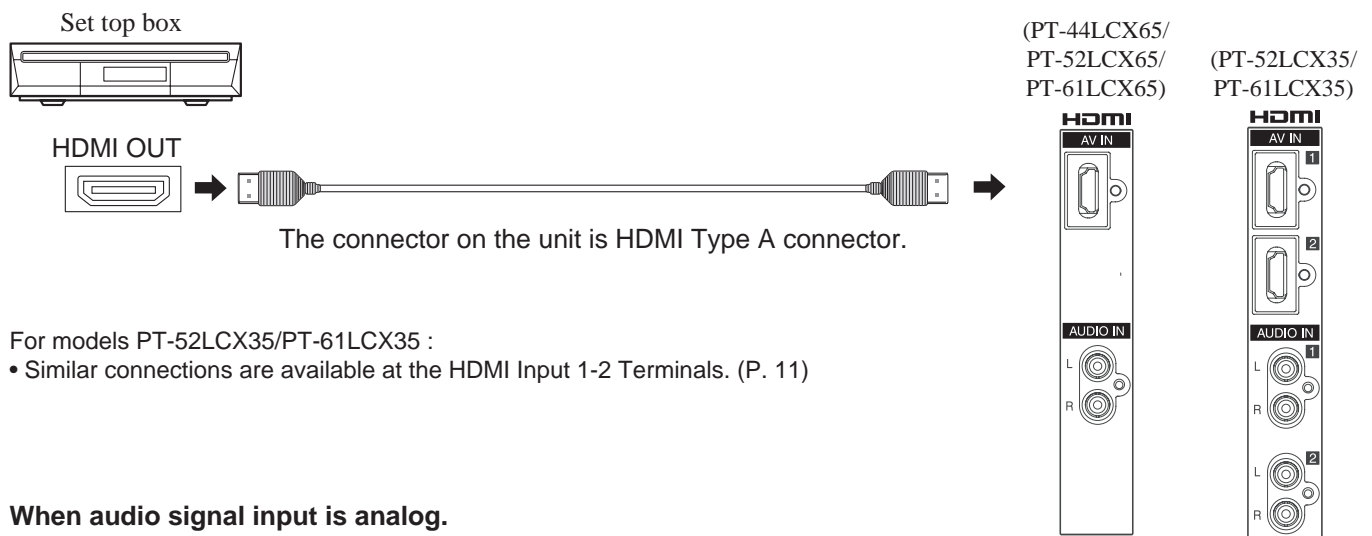 Set top box
HDMI OUT
The connector on the unit is HDMI Type A connector.
(PT-44LCX65/
PT-52LCX65/
PT-61LCX65)
HDMI
AV IN
AUDIO IN
L
R
(PT-52LCX35/
PT-61LCX35)
HDMI
AV IN
1
2
AUDIO IN
1
L
R
2
L
R
For models PT-52LCX35/PT-61LCX35 :
• Similar connections are available at the HDMI Input 1-2 Terminals. (P. 11)
When audio signal input is analog.